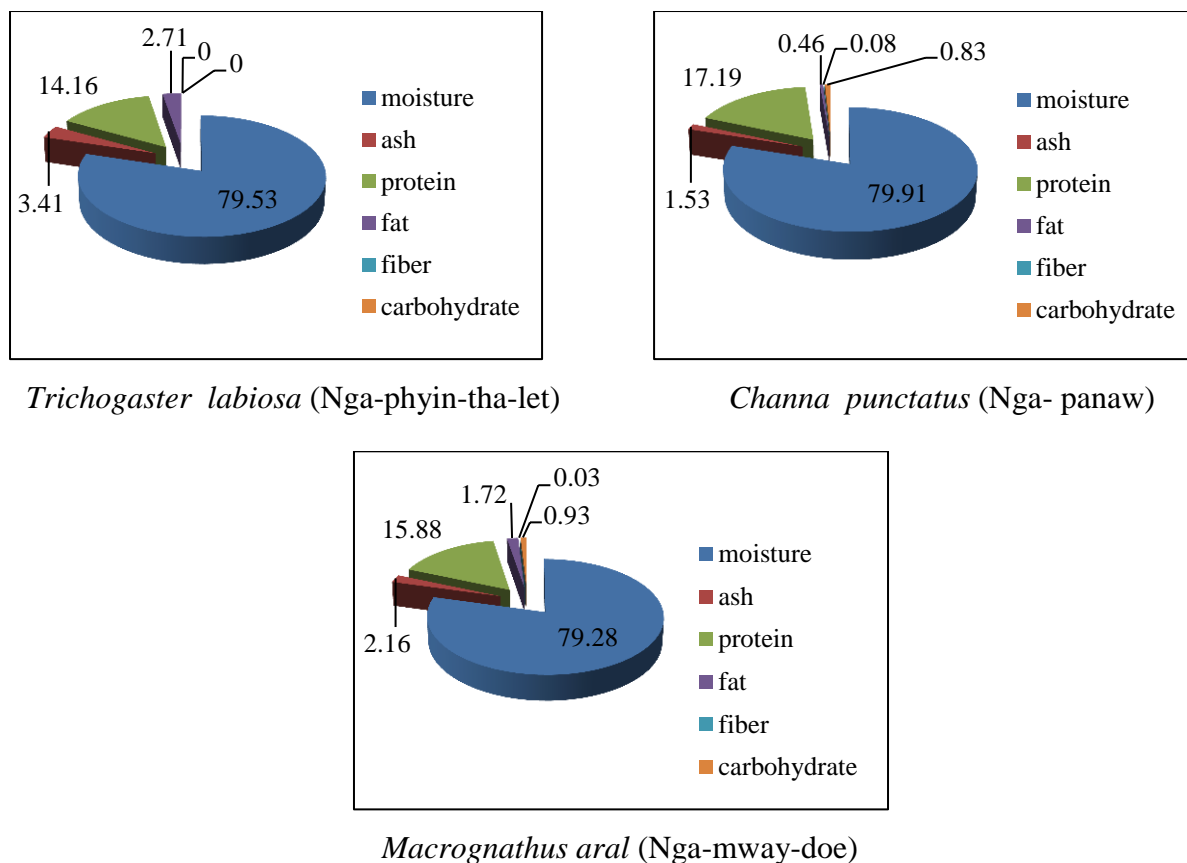 2.71
0
0
14.16
79.53
3.41
moisture
ash
protein
fat
fiber
carbohydrate
Trichogaster labiosa (Nga-phyin-tha-let)
0.46
0.08
0.83
17.19
79.91
1.53
moisture
ash
protein
fat
fiber
carbohydrate
Channa punctatus (Nga- panaw)
1.72
0.03
0.93
15.88
79.28
2.16
moisture
ash
protein
fat
fiber
carbohydrate
Macrognathus aral (Nga-mway-doe)